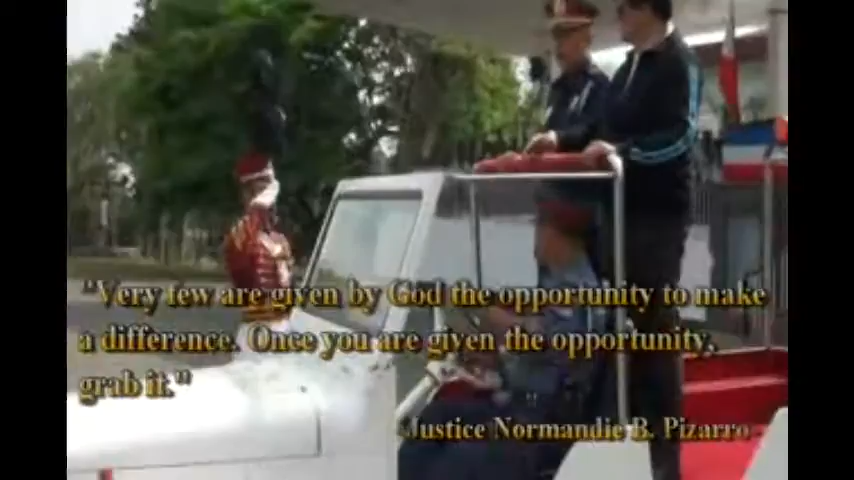 "Very few are given by God the opportunity to make
a difference. Once you are given the opportunity,
grab it."
- Justice Normandie B. Pizarro